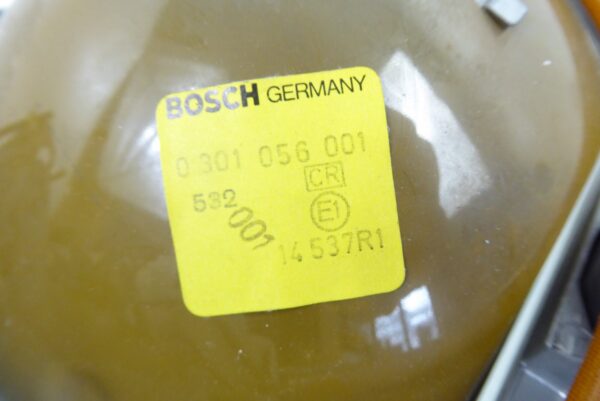 BOSCH GERMANY
0 301 056 001
CR
532
001
E1
14 537R1